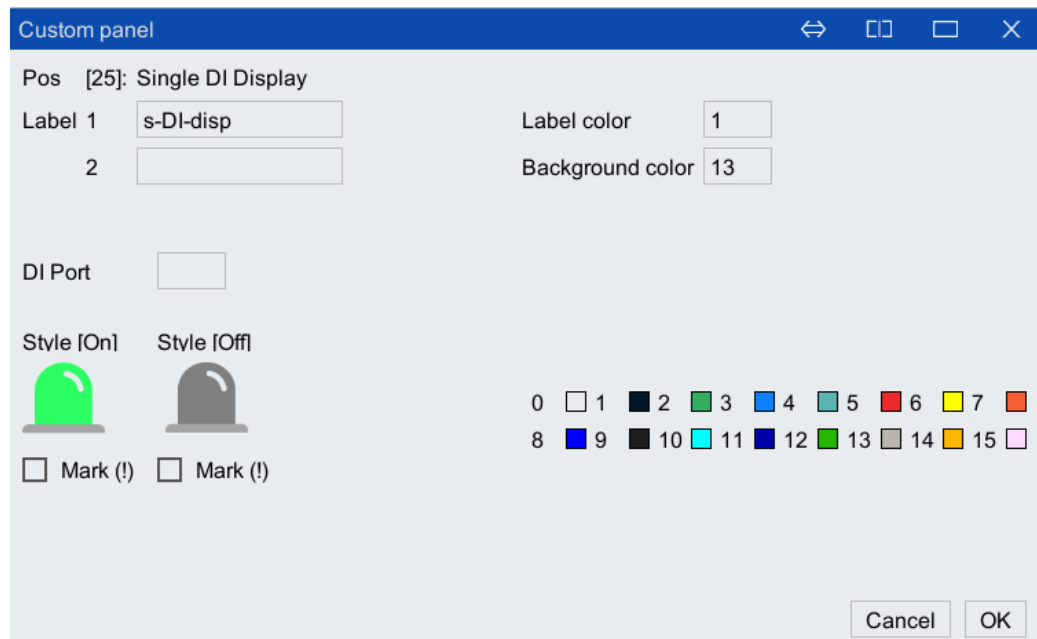 Custom panel
Pos [25]: Single DI Display
Label 1 s-DI-disp Label color 1
2 Background color 13
DI Port
Style [On] Style [Off]
0 1 2 3 4 5 6 7
8 9 10 11 12 13 14 15
Mark (!) Mark (!)
Cancel OK